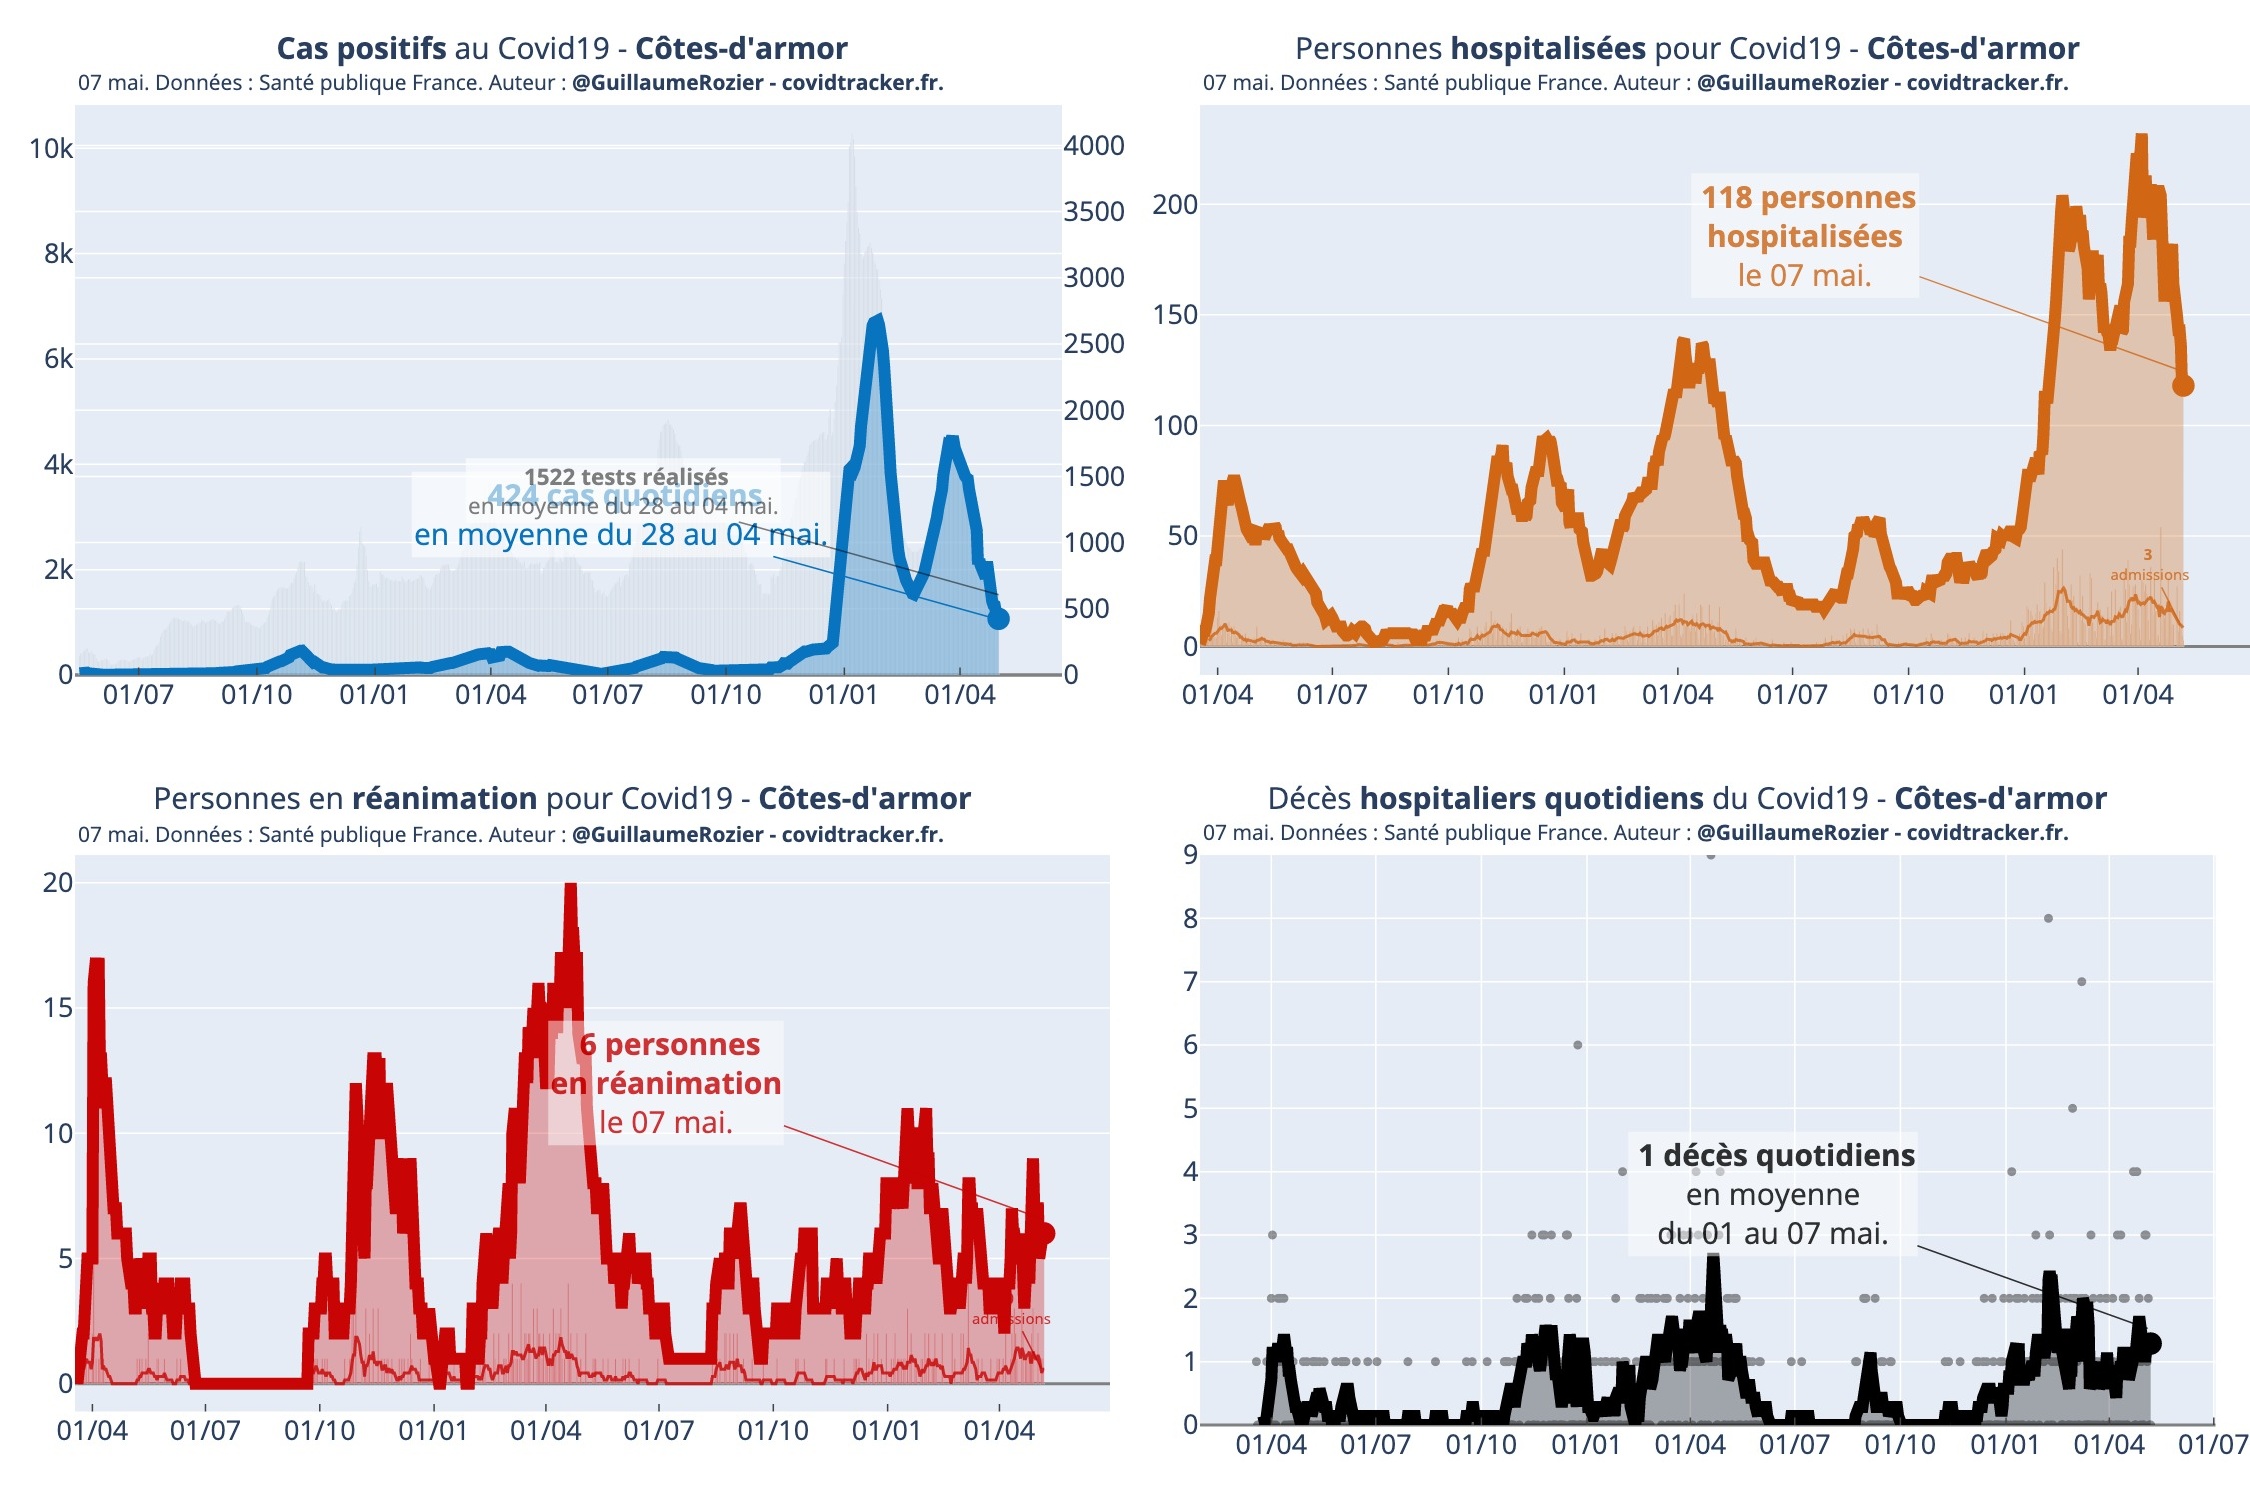 Cas positifs au Covid19 - Côtes-d'armor
07 mai. Données : Santé publique France. Auteur : @GuillaumeRozier - covidtracker.fr.
10k
8k
6k
4k
2k
0
4000
3500
3000
2500
2000
1500
1000
500
0
1522 tests réalisés
en moyenne du 28 au 04 mai.
424 cas quotidiens
en moyenne du 28 au 04 mai.
01/07 01/10 01/01 01/04 01/07 01/10 01/01 01/04
Personnes hospitalisées pour Covid19 - Côtes-d'armor
07 mai. Données : Santé publique France. Auteur : @GuillaumeRozier - covidtracker.fr.
200
150
100
50
0
118 personnes
hospitalisées
le 07 mai.
3
admissions
01/04 01/07 01/10 01/01 01/04 01/07 01/10 01/01 01/04
Personnes en réanimation pour Covid19 - Côtes-d'armor
07 mai. Données : Santé publique France. Auteur : @GuillaumeRozier - covidtracker.fr.
20
15
10
5
0
6 personnes
en réanimation
le 07 mai.
admissions
01/04 01/07 01/10 01/01 01/04 01/07 01/10 01/01 01/04
Décès hospitaliers quotidiens du Covid19 - Côtes-d'armor
07 mai. Données : Santé publique France. Auteur : @GuillaumeRozier - covidtracker.fr.
9
8
7
6
5
4
3
2
1
0
1 décès quotidiens
en moyenne
du 01 au 07 mai.
01/04 01/07 01/10 01/01 01/04 01/07 01/10 01/01 01/04 01/07